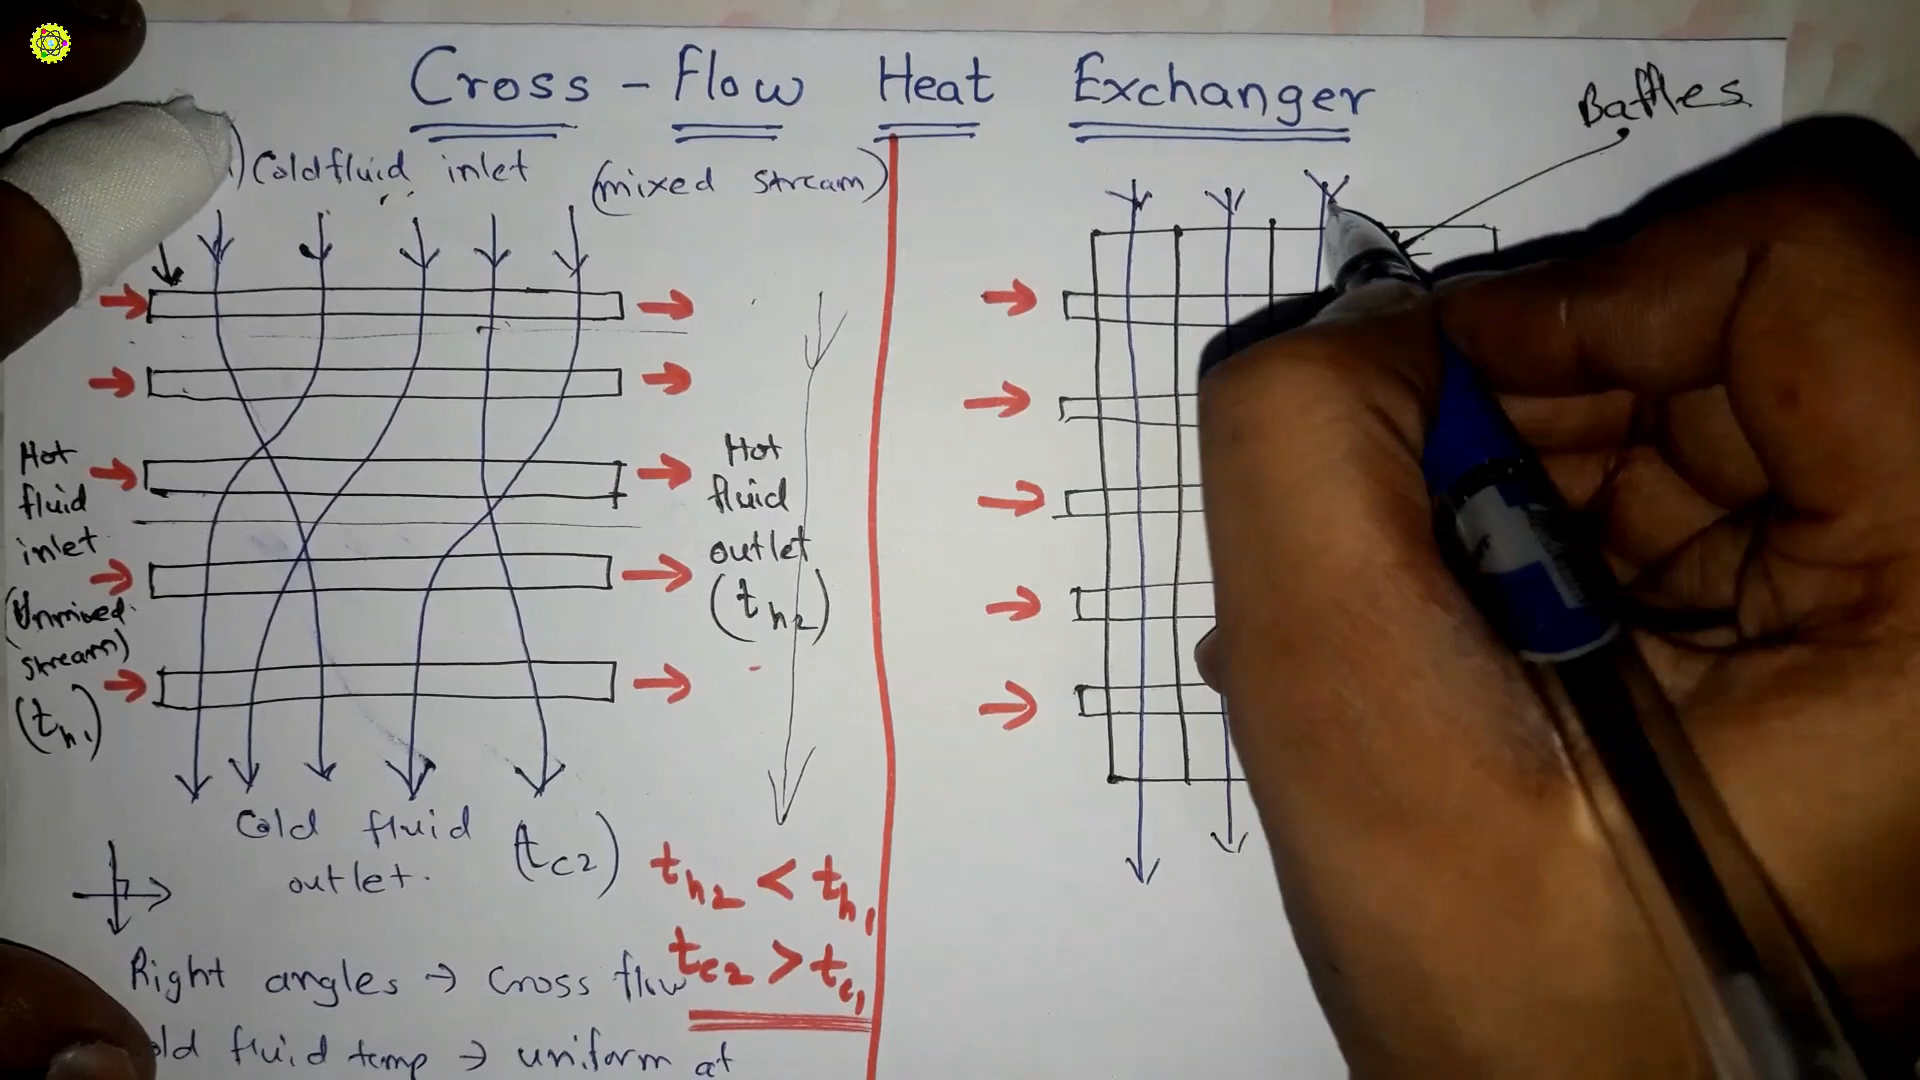 Cross - Flow Heat Exchanger
Baffles
Cold fluid inlet (mixed stream)
Hot
fluid
inlet
(Unmixed
stream)
(th1)
Hot
fluid
outlet
(th2)
Cold fluid (tc2)
outlet.
th2 < th1
tc2 > tc1
Right angles → Cross flow
fluid temp → uniform at